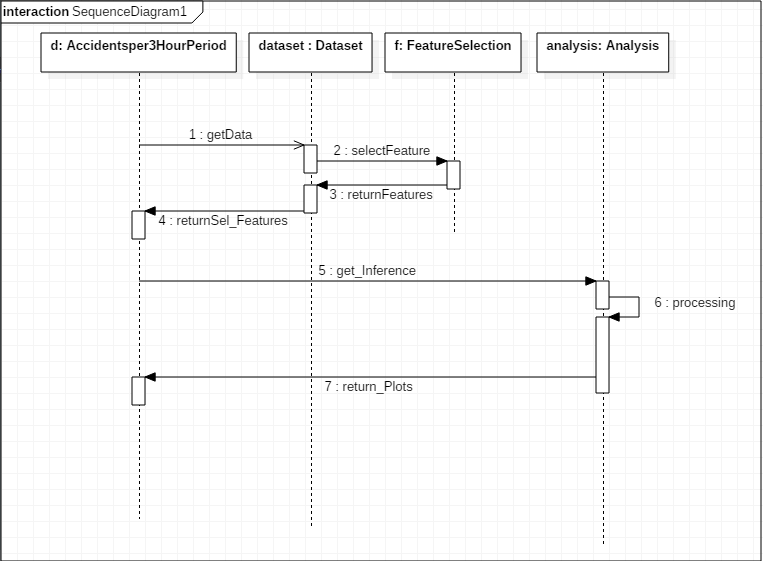 interaction SequenceDiagram1
d: Accidentsper3HourPeriod
dataset : Dataset
f: FeatureSelection
analysis: Analysis
1 : getData
2 : selectFeature
3 : returnFeatures
4 : returnSel_Features
5 : get_Inference
6 : processing
7 : return_Plots